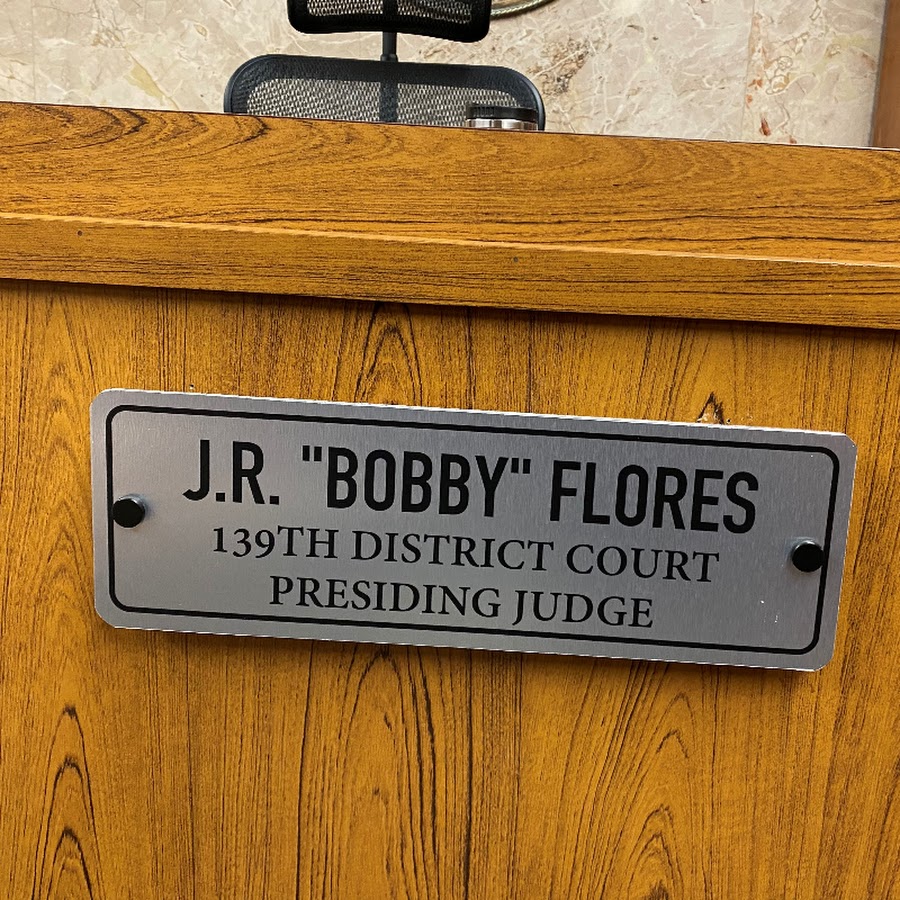 J.R. "BOBBY" FLORES
139TH DISTRICT COURT
PRESIDING JUDGE